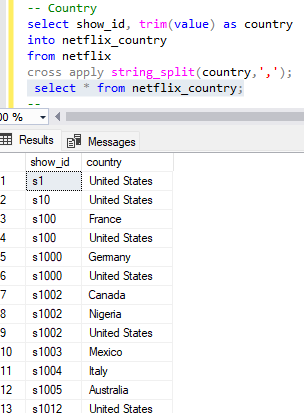 -- Country
select show_id, trim(value) as country
into netflix_country
from netflix
cross apply string_split(country,',');
select * from netflix_country;
--
00 %
Results Messages
show_id country
1 s1 United States
2 s10 United States
3 s100 France
4 s100 United States
5 s1000 Germany
6 s1000 United States
7 s1002 Canada
8 s1002 Nigeria
9 s1002 United States
10 s1003 Mexico
11 s1004 Italy
12 s1005 Australia
13 s1012 United States